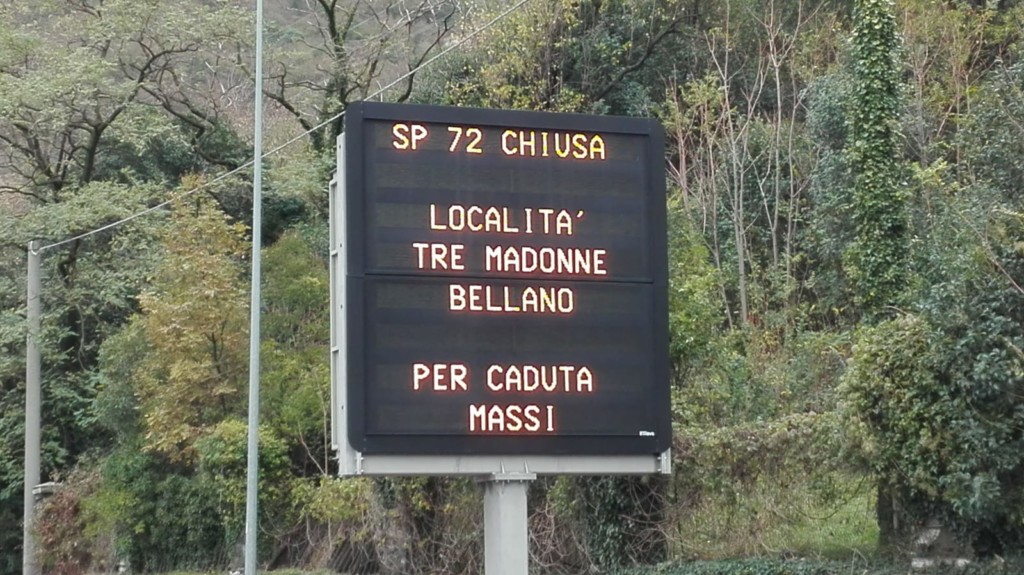 SP 72 CHIUSA
LOCALITA'
TRE MADONNE
BELLANO
PER CADUTA
MASSI